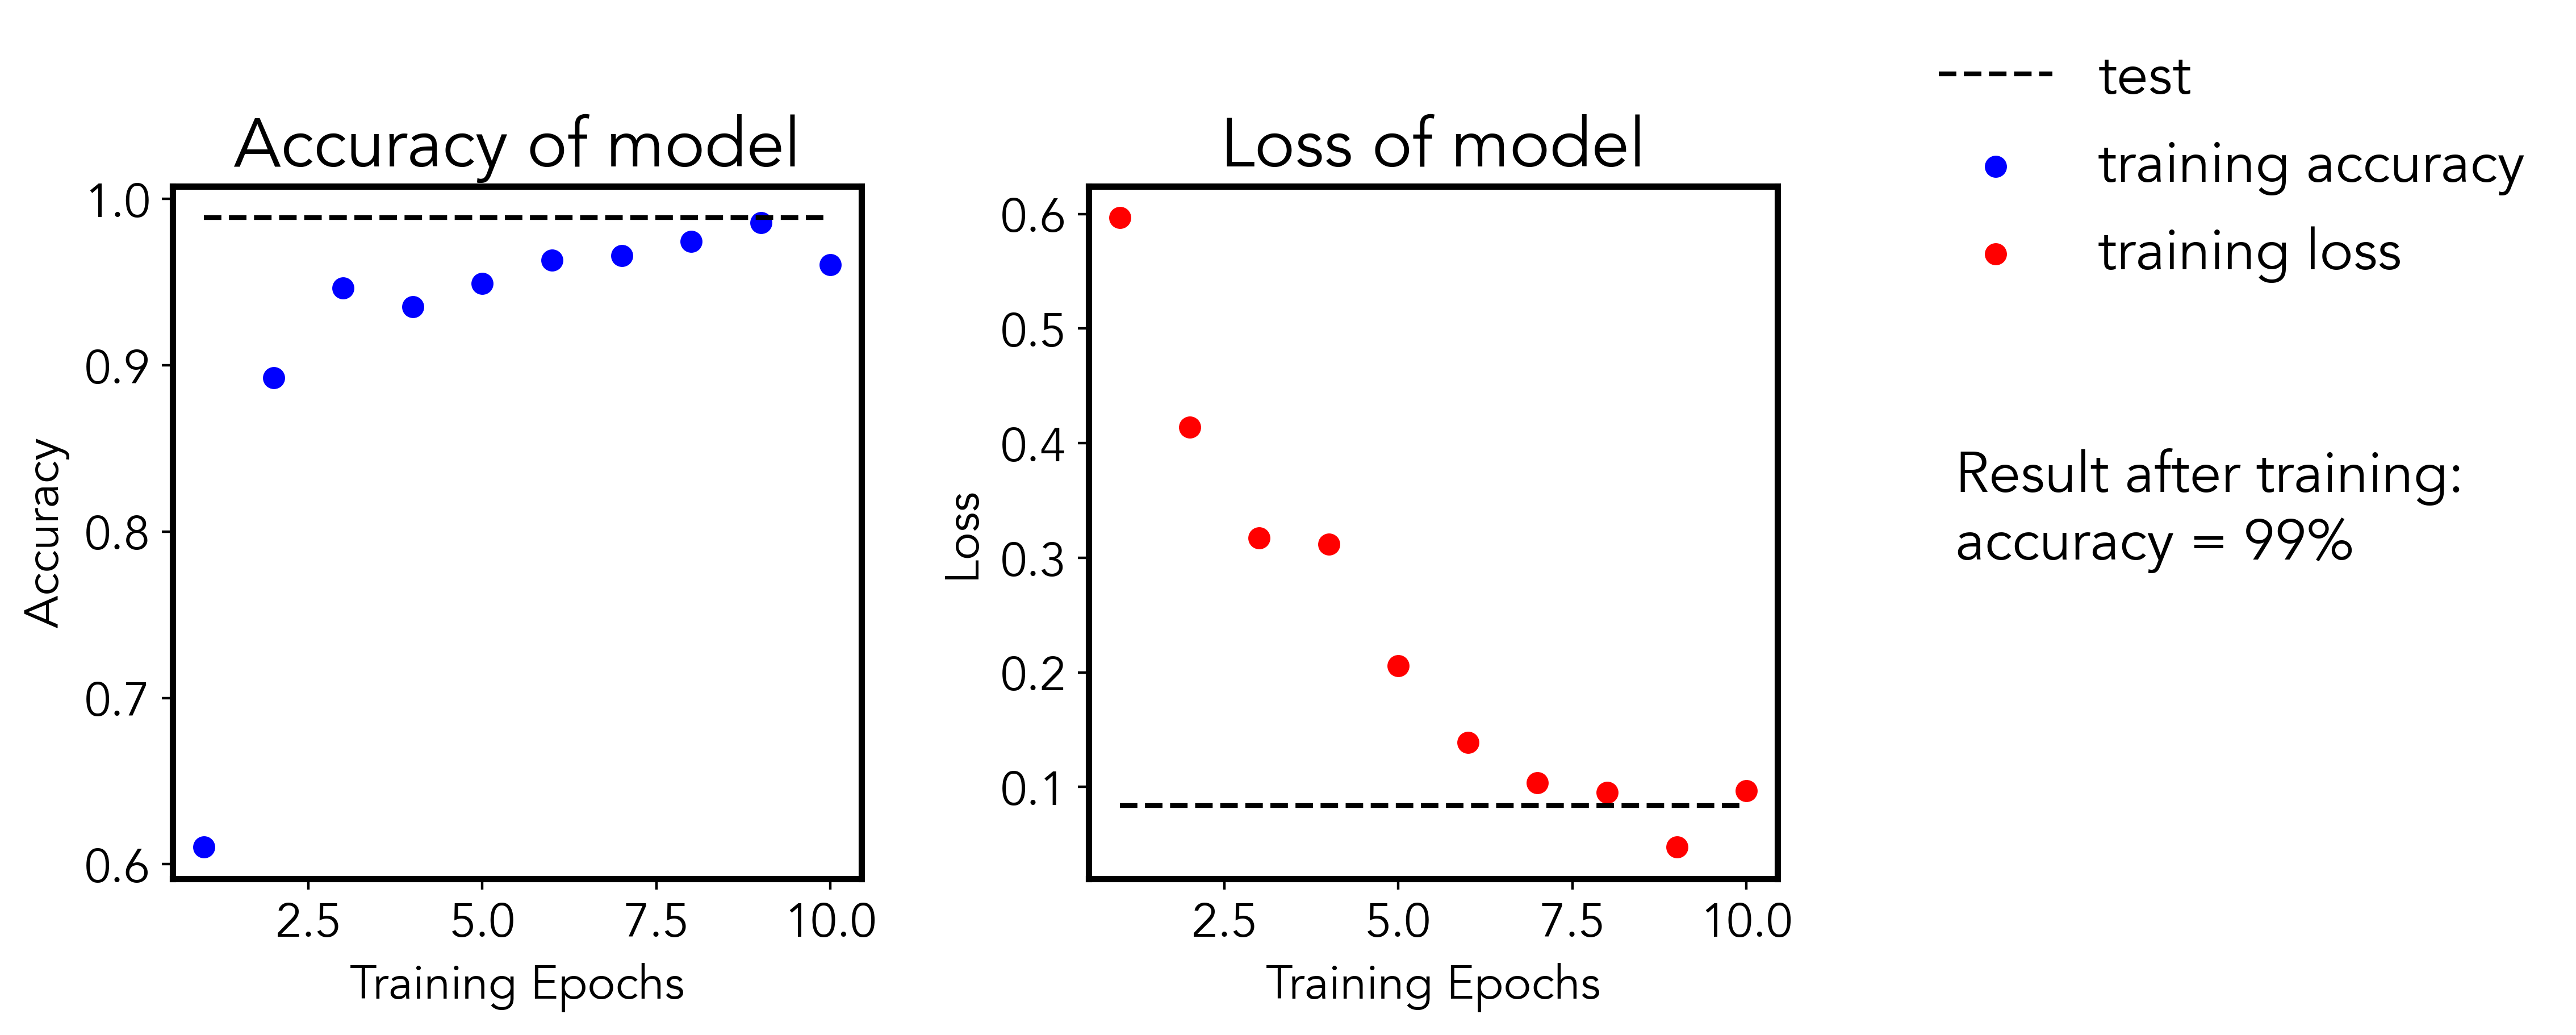 Accuracy of model
1.0
0.9
0.8
0.7
0.6
Accuracy
2.5 5.0 7.5 10.0
Training Epochs
Loss of model
0.6
0.5
0.4
0.3
0.2
0.1
Loss
2.5 5.0 7.5 10.0
Training Epochs
test
training accuracy
training loss
Result after training:
accuracy = 99%